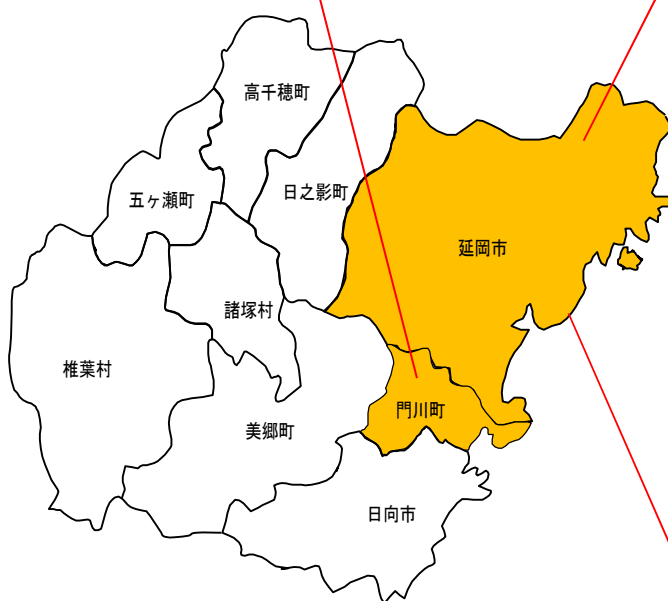 高千穂町
五ヶ瀬町
日之影町
延岡市
諸塚村
椎葉村
門川町
美郷町
日向市